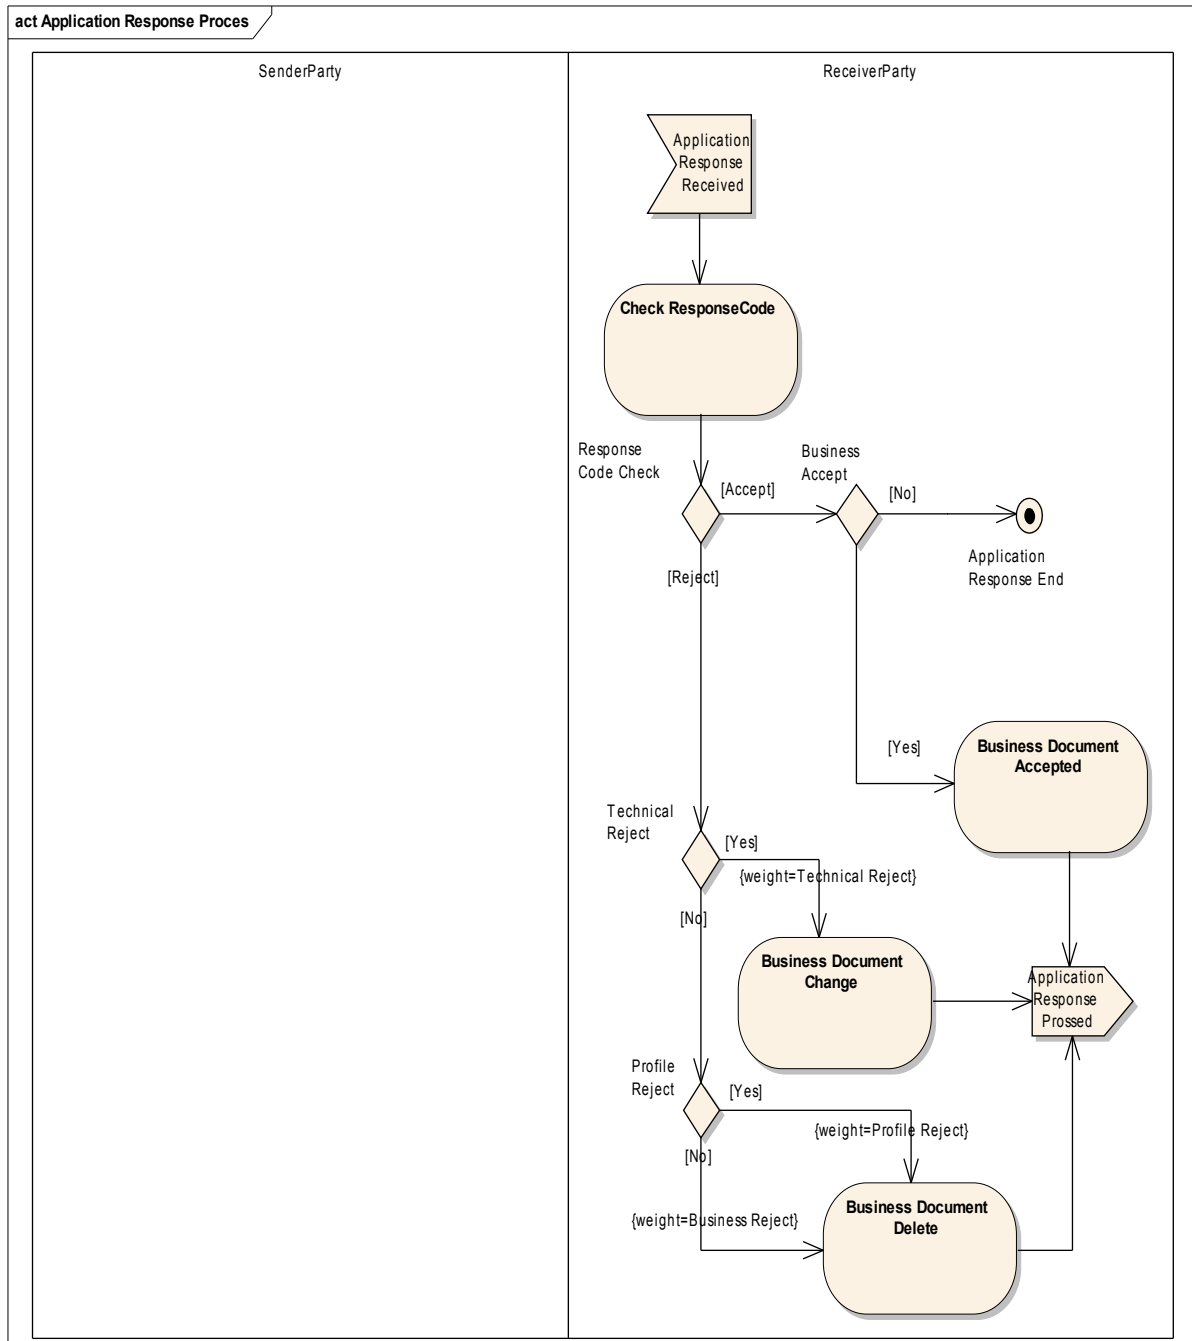 act Application Response Proces
SenderParty
ReceiverParty
Application
Response
Received
Check ResponseCode
Response
Code Check
Business
Accept
[Accept]
[No]
[Reject]
Application
Response End
[Yes]
Business Document
Accepted
Technical
Reject
[Yes]
{weight=Technical Reject}
[No]
Business Document
Change
Application
Response
Prossed
Profile
Reject
[Yes]
{weight=Profile Reject}
[No]
{weight=Business Reject}
Business Document
Delete